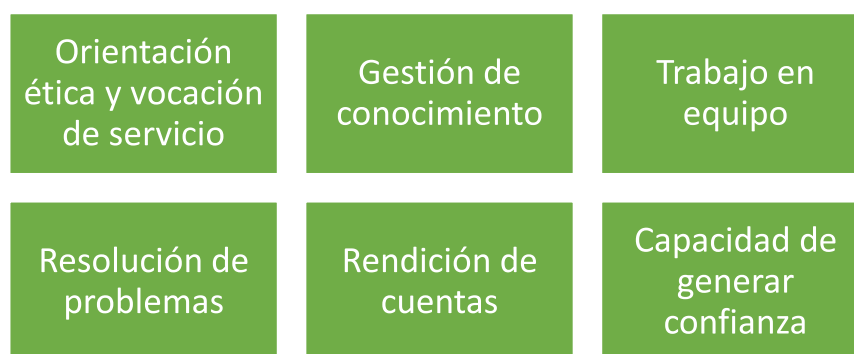 Orientación
ética y vocación
de servicio
Gestión de
conocimiento
Trabajo en
equipo
Resolución de
problemas
Rendición de
cuentas
Capacidad de
generar
confianza